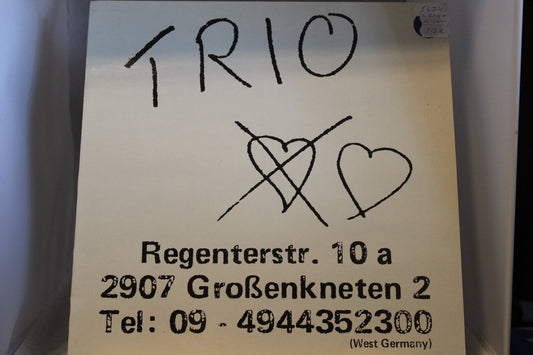 TRIO
Regenterstr. 10 a
2907 Großenkneten 2
Tel: 09 - 4944352300
(West Germany)